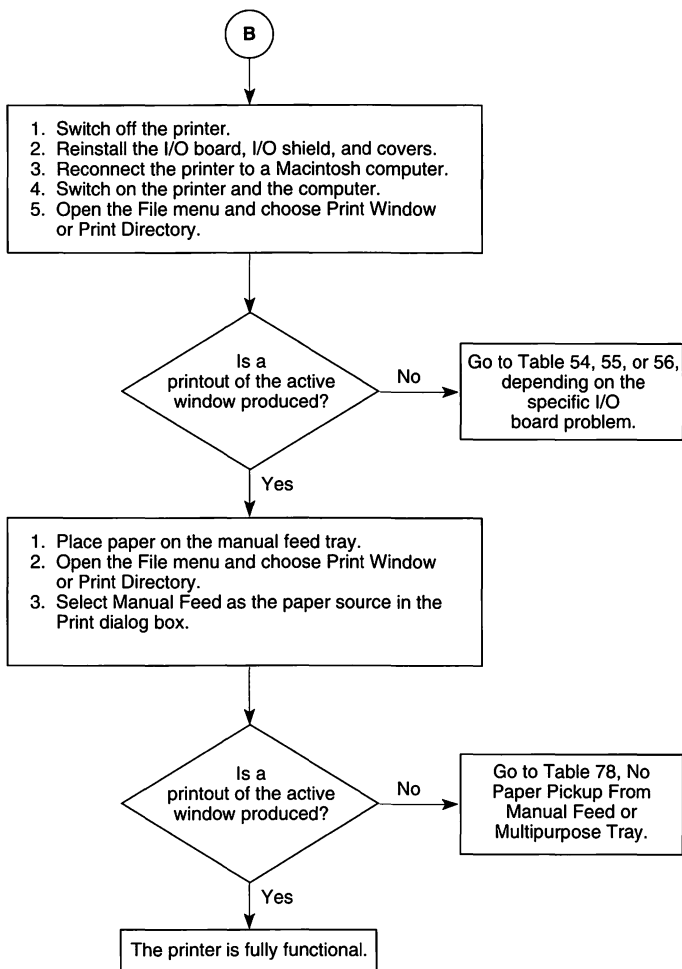 B
1. Switch off the printer.
2. Reinstall the I/O board, I/O shield, and covers.
3. Reconnect the printer to a Macintosh computer.
4. Switch on the printer and the computer.
5. Open the File menu and choose Print Window
or Print Directory.
Is a
printout of the active
window produced?
No
Go to Table 54, 55, or 56,
depending on the
specific I/O
board problem.
Yes
1. Place paper on the manual feed tray.
2. Open the File menu and choose Print Window
or Print Directory.
3. Select Manual Feed as the paper source in the
Print dialog box.
Is a
printout of the active
window produced?
No
Go to Table 78, No
Paper Pickup From
Manual Feed or
Multipurpose Tray.
Yes
The printer is fully functional.